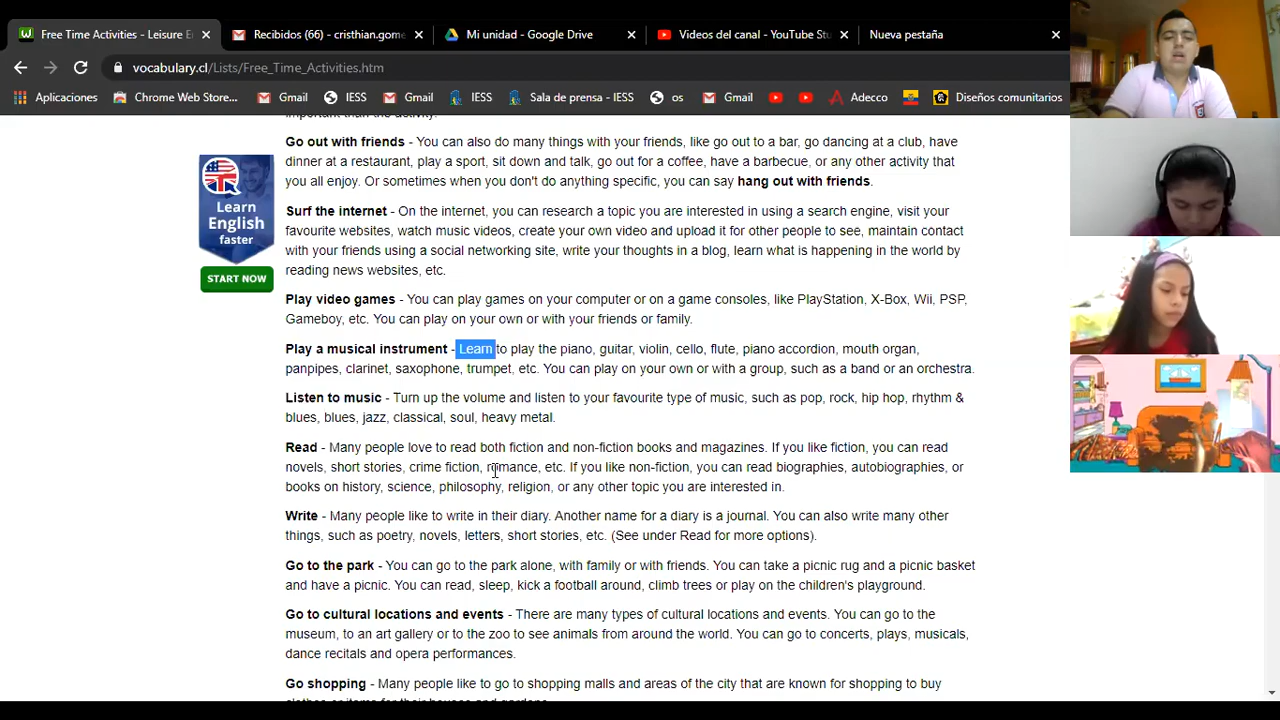 Free Time Activities - Leisure E
Recibidos (66) - cristhian.gome
Mi unidad - Google Drive
Videos del canal - YouTube Stu
Nueva pestaña
vocabulary.cl/Lists/Free_Time_Activities.htm
Aplicaciones
Chrome Web Store...
Gmail
IESS
Gmail
IESS
Sala de prensa - IESS
os
Gmail
Adecco
Diseños comunitarios
important than the activity.
Go out with friends - You can also do many things with your friends, like go out to a bar, go dancing at a club, have
dinner at a restaurant, play a sport, sit down and talk, go out for a coffee, have a barbecue, or any other activity that
you all enjoy. Or sometimes when you don't do anything specific, you can say hang out with friends.
Surf the internet - On the internet, you can research a topic you are interested in using a search engine, visit your
favourite websites, watch music videos, create your own video and upload it for other people to see, maintain contact
with your friends using a social networking site, write your thoughts in a blog, learn what is happening in the world by
reading news websites, etc.
Play video games - You can play games on your computer or on a game consoles, like PlayStation, X-Box, Wii, PSP,
Gameboy, etc. You can play on your own or with your friends or family.
Play a musical instrument - Learn to play the piano, guitar, violin, cello, flute, piano accordion, mouth organ,
panpipes, clarinet, saxophone, trumpet, etc. You can play on your own or with a group, such as a band or an orchestra.
Listen to music - Turn up the volume and listen to your favourite type of music, such as pop, rock, hip hop, rhythm &
blues, blues, jazz, classical, soul, heavy metal.
Read - Many people love to read both fiction and non-fiction books and magazines. If you like fiction, you can read
novels, short stories, crime fiction, romance, etc. If you like non-fiction, you can read biographies, autobiographies, or
books on history, science, philosophy, religion, or any other topic you are interested in.
Write - Many people like to write in their diary. Another name for a diary is a journal. You can also write many other
things, such as poetry, novels, letters, short stories, etc. (See under Read for more options).
Go to the park - You can go to the park alone, with family or with friends. You can take a picnic rug and a picnic basket
and have a picnic. You can read, sleep, kick a football around, climb trees or play on the children's playground.
Go to cultural locations and events - There are many types of cultural locations and events. You can go to the
museum, to an art gallery or to the zoo to see animals from around the world. You can go to concerts, plays, musicals,
dance recitals and opera performances.
Go shopping - Many people like to go to shopping malls and areas of the city that are known for shopping to buy
Learn
English
faster
START NOW